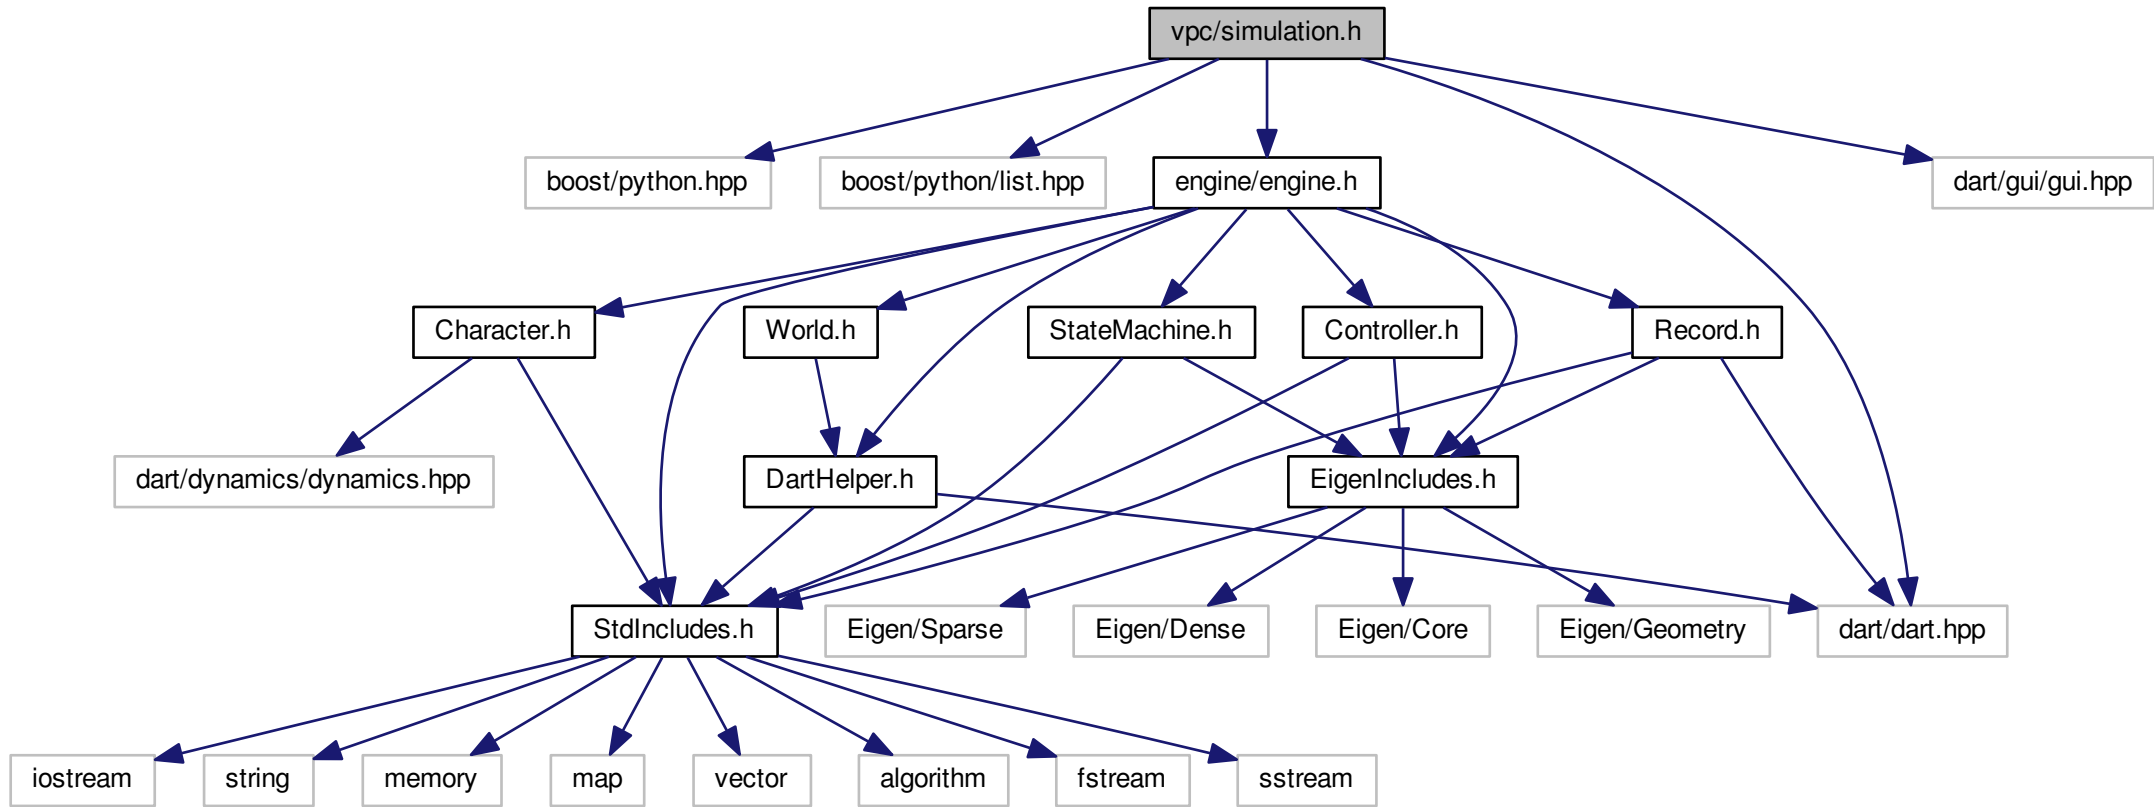 vpc/simulation.h
boost/python.hpp
boost/python/list.hpp
engine/engine.h
dart/gui/gui.hpp
Character.h
World.h
StateMachine.h
Controller.h
Record.h
dart/dynamics/dynamics.hpp
DartHelper.h
EigenIncludes.h
StdIncludes.h
Eigen/Sparse
Eigen/Dense
Eigen/Core
Eigen/Geometry
dart/dart.hpp
iostream
string
memory
map
vector
algorithm
fstream
sstream